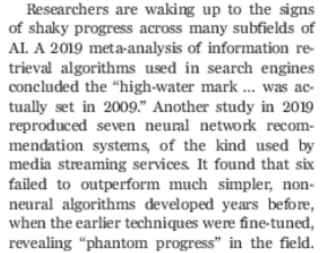 Researchers are waking up to the signs
of shaky progress across many subfields of
AI. A 2019 meta-analysis of information re-
trieval algorithms used in search engines
concluded the “high-water mark ... was ac-
tually set in 2009.” Another study in 2019
reproduced seven neural network recom-
mendation systems, of the kind used by
media streaming services. It found that six
failed to outperform much simpler, non-
neural algorithms developed years before,
when the earlier techniques were fine-tuned,
revealing “phantom progress” in the field.